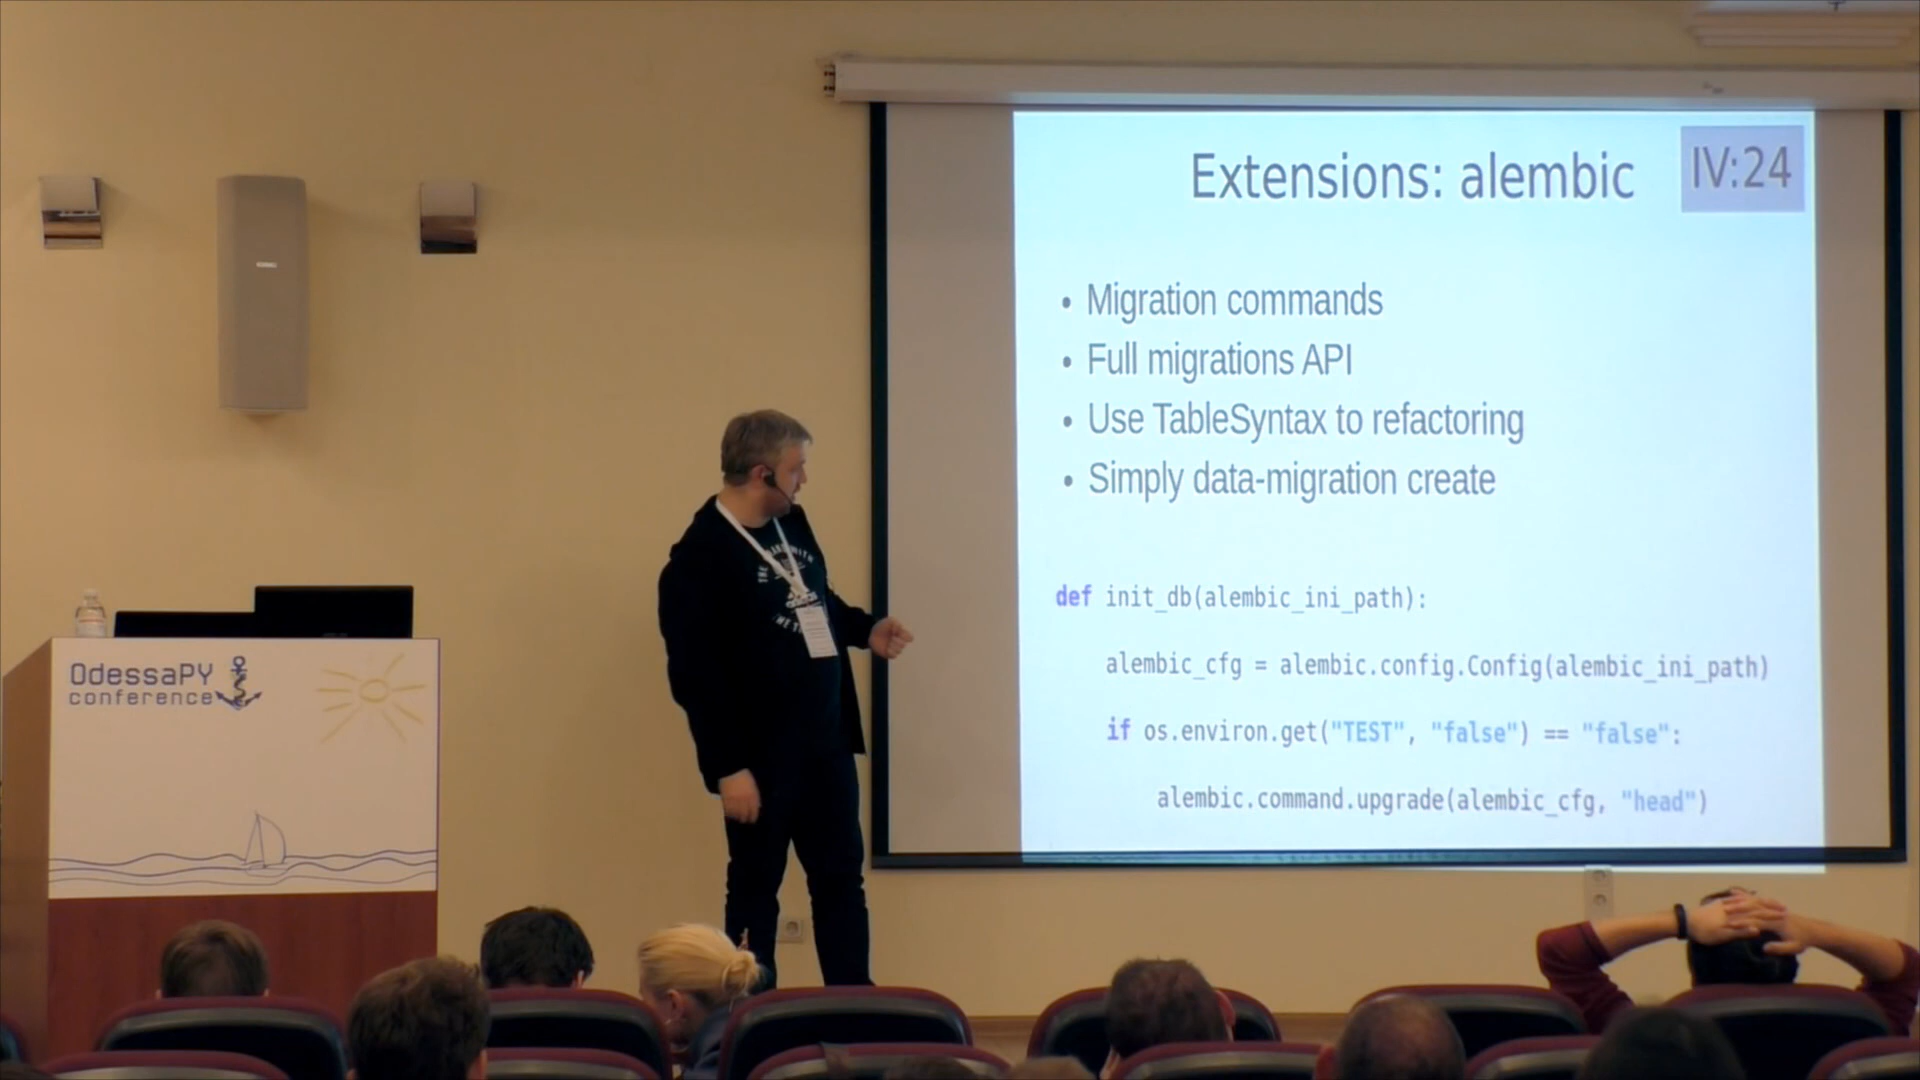 Extensions: alembic
IV:24
• Migration commands
• Full migrations API
• Use TableSyntax to refactoring
• Simply data-migration create
def init_db(alembic_ini_path):
alembic_cfg = alembic.config.Config(alembic_ini_path)
if os.environ.get("TEST", "false") == "false":
alembic.command.upgrade(alembic_cfg, "head")
OdessaPY
conference
THE
WITH